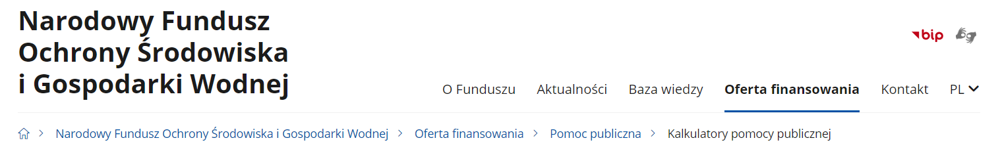 Narodowy Fundusz
Ochrony Środowiska
i Gospodarki Wodnej
bip
O Funduszu Aktualności Baza wiedzy Oferta finansowania Kontakt PL
Narodowy Fundusz Ochrony Środowiska i Gospodarki Wodnej > Oferta finansowania > Pomoc publiczna > Kalkulatory pomocy publicznej